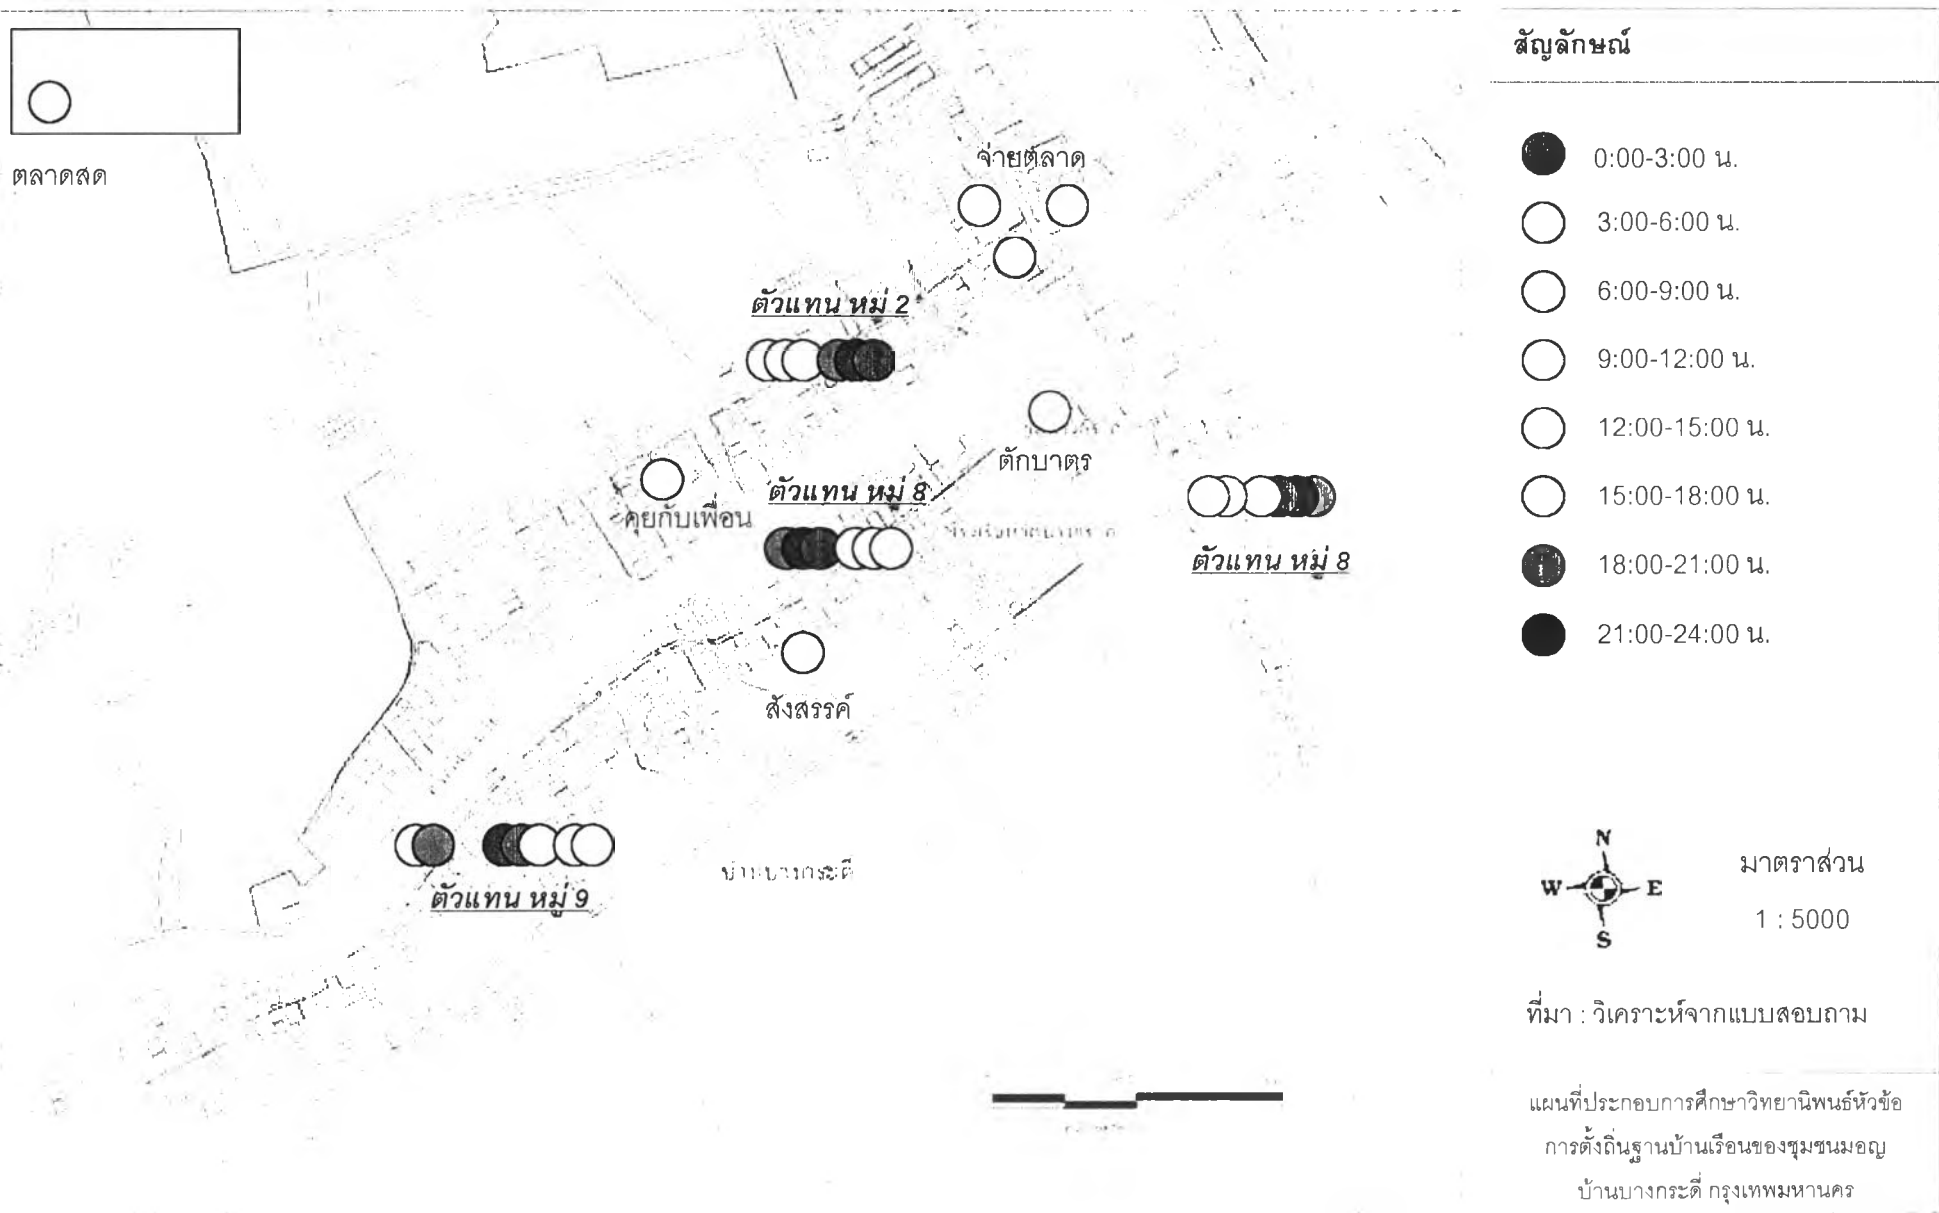 ตลาดสด
จ่ายตลาด
ตัวแทน หมู่ 2
ตักบาตร
คุยกับเพื่อน
ตัวแทน หมู่ 8
ตัวแทน หมู่ 8
สังสรรค์
ตัวแทน หมู่ 9
บ้านบางกระดี่
สัญลักษณ์
0:00-3:00 น.
3:00-6:00 น.
6:00-9:00 น.
9:00-12:00 น.
12:00-15:00 น.
15:00-18:00 น.
18:00-21:00 น.
21:00-24:00 น.
N
W E
S
มาตราส่วน
1 : 5000
ที่มา : วิเคราะห์จากแบบสอบถาม
แผนที่ประกอบการศึกษาวิทยานิพนธ์หัวข้อ
การตั้งถิ่นฐานบ้านเรือนของชุมชนมอญ
บ้านบางกระดี่ กรุงเทพมหานคร